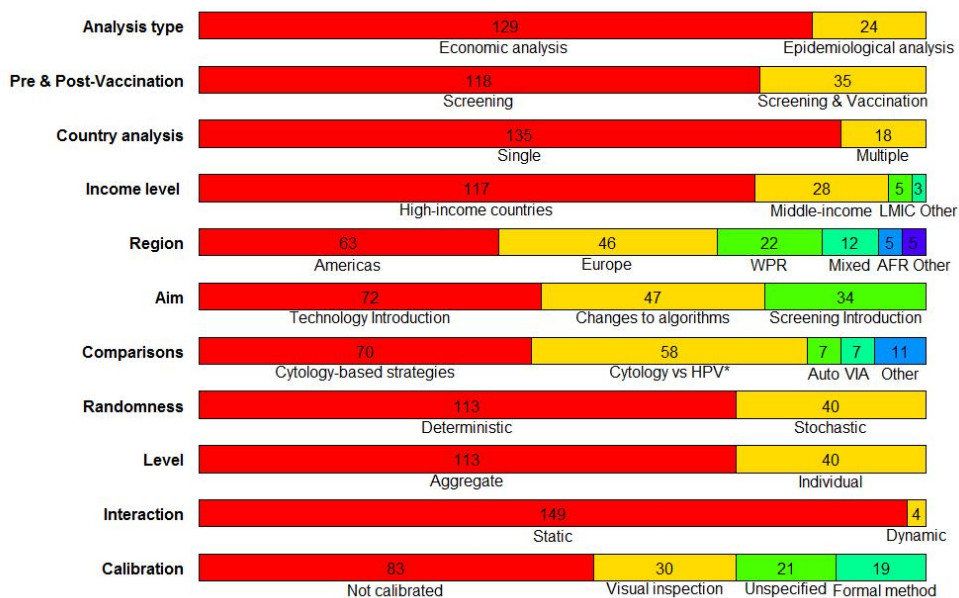 Analysis type 129 24
Economic analysis Epidemiological analysis
Pre & Post-Vaccination 118 35
Screening Screening & Vaccination
Country analysis 135 18
Single Multiple
Income level 117 28 5 3
High-income countries Middle-income LMIC Other
Region 63 46 22 12 5 5
Americas Europe WPR Mixed AFR Other
Aim 72 47 34
Technology Introduction Changes to algorithms Screening Introduction
Comparisons 70 58 7 7 11
Cytology-based strategies Cytology vs HPV* Auto VIA Other
Randomness 113 40
Deterministic Stochastic
Level 113 40
Aggregate Individual
Interaction 149 4
Static Dynamic
Calibration 83 30 21 19
Not calibrated Visual inspection Unspecified Formal method